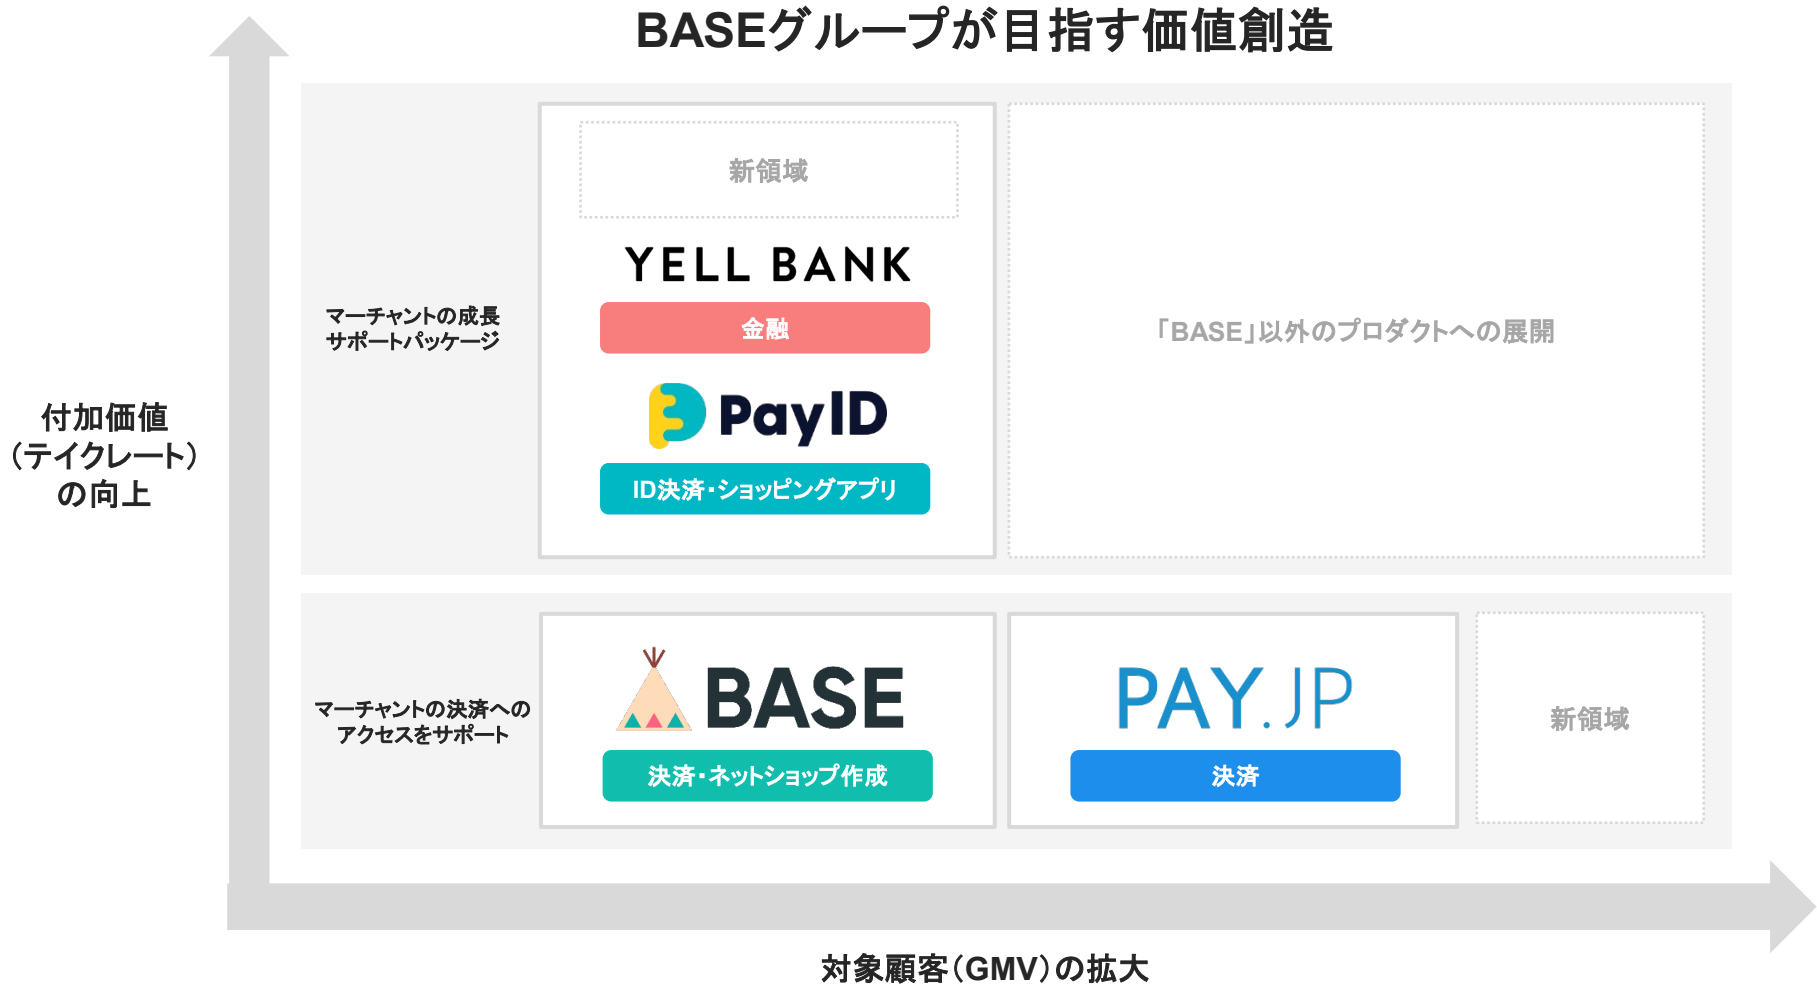 BASEグループが目指す価値創造
付加価値
（テイクレート）
の向上
マーチャントの成長
サポートパッケージ
新領域
YELL BANK
金融
PayID
ID決済・ショッピングアプリ
「BASE」以外のプロダクトへの展開
マーチャントの決済への
アクセスをサポート
BASE
決済・ネットショップ作成
PAY.JP
決済
新領域
対象顧客（GMV）の拡大